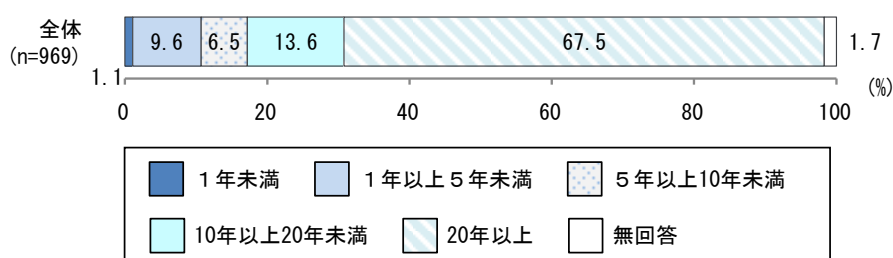 全体
(n=969)
9.6 6.5 13.6 67.5 1.7
1.1
(%)
0 20 40 60 80 100
１年未満 １年以上５年未満 ５年以上10年未満
10年以上20年未満 20年以上 無回答